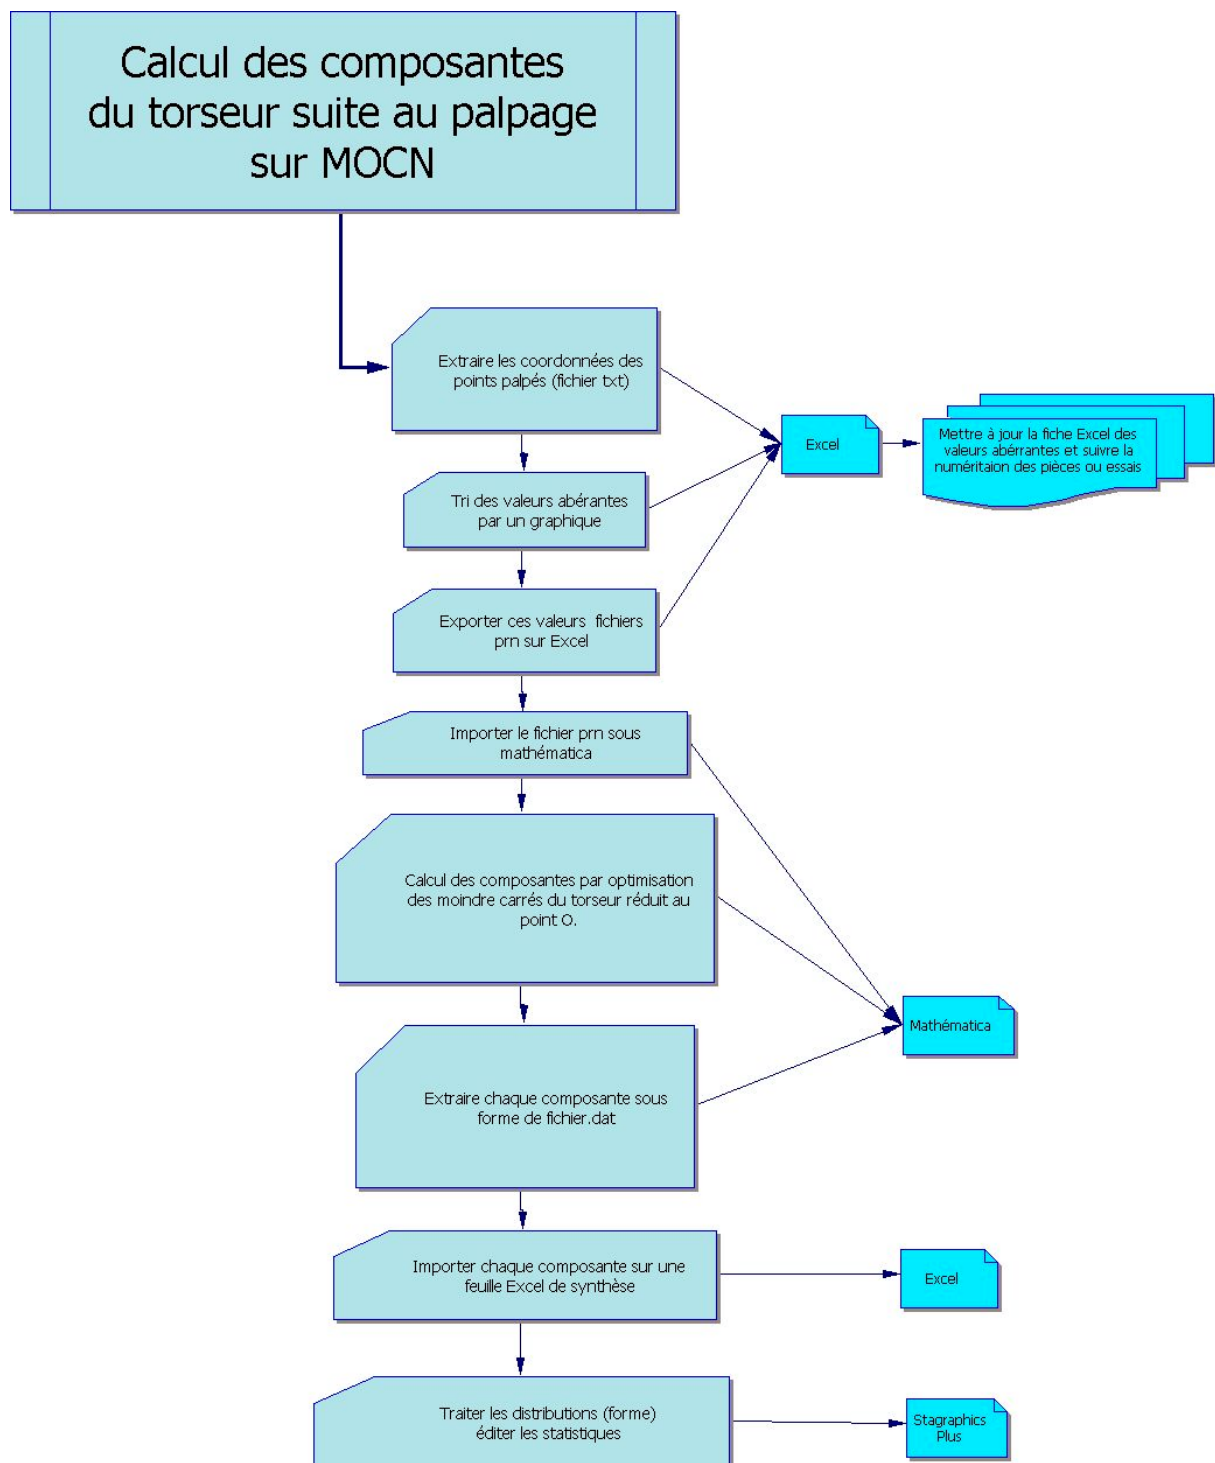 Calcul des composantes
du torseur suite au palpage
sur MOCN
Extraire les coordonnées des
points palpés (fichier txt)
Excel
Mettre à jour la fiche Excel des
valeurs abérrantes et suivre la
numéritaion des pièces ou essais
Tri des valeurs abérantes
par un graphique
Exporter ces valeurs fichiers
prn sur Excel
Importer le fichier prn sous
mathématica
Calcul des composantes par optimisation
des moindre carrés du torseur réduit au
point O.
Mathématica
Extraire chaque composante sous
forme de fichier.dat
Importer chaque composante sur une
feuille Excel de synthèse
Excel
Traiter les distributions (forme)
éditer les statistiques
Stagraphics
Plus